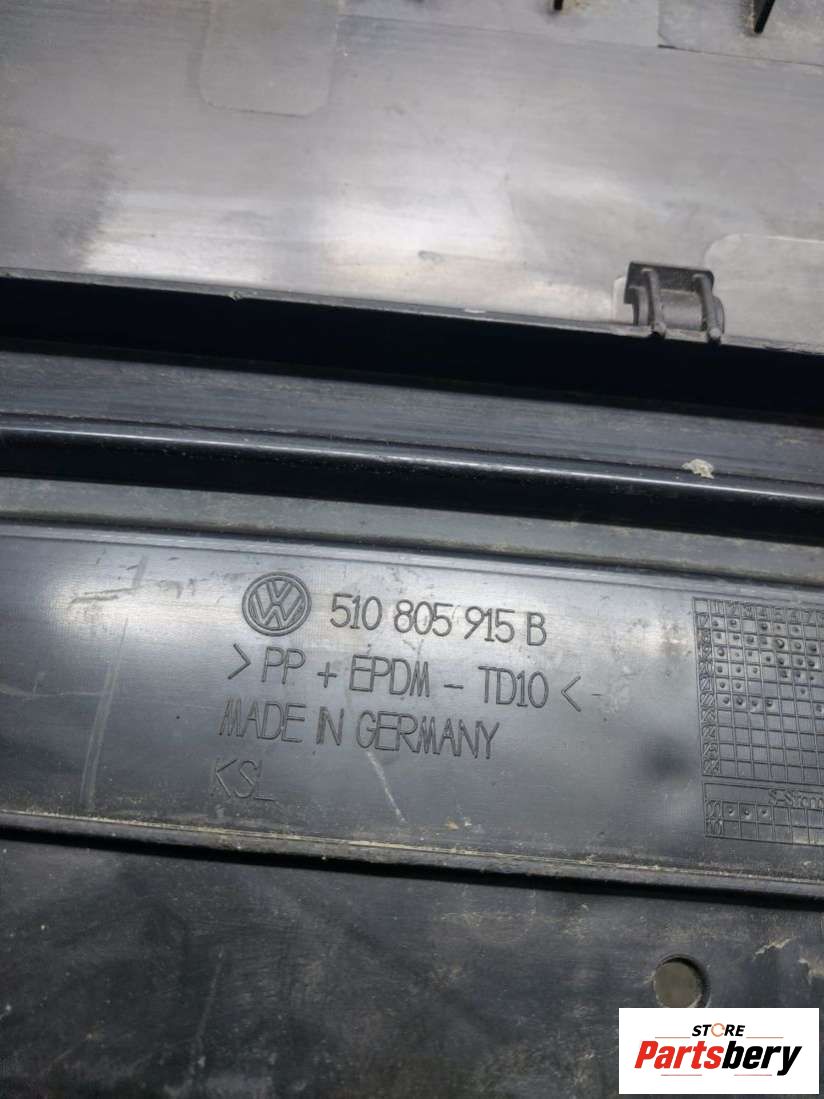 510 805 915 B
> PP + EPDM - TD10 <
MADE IN GERMANY
KSL
STORE
Partsbery